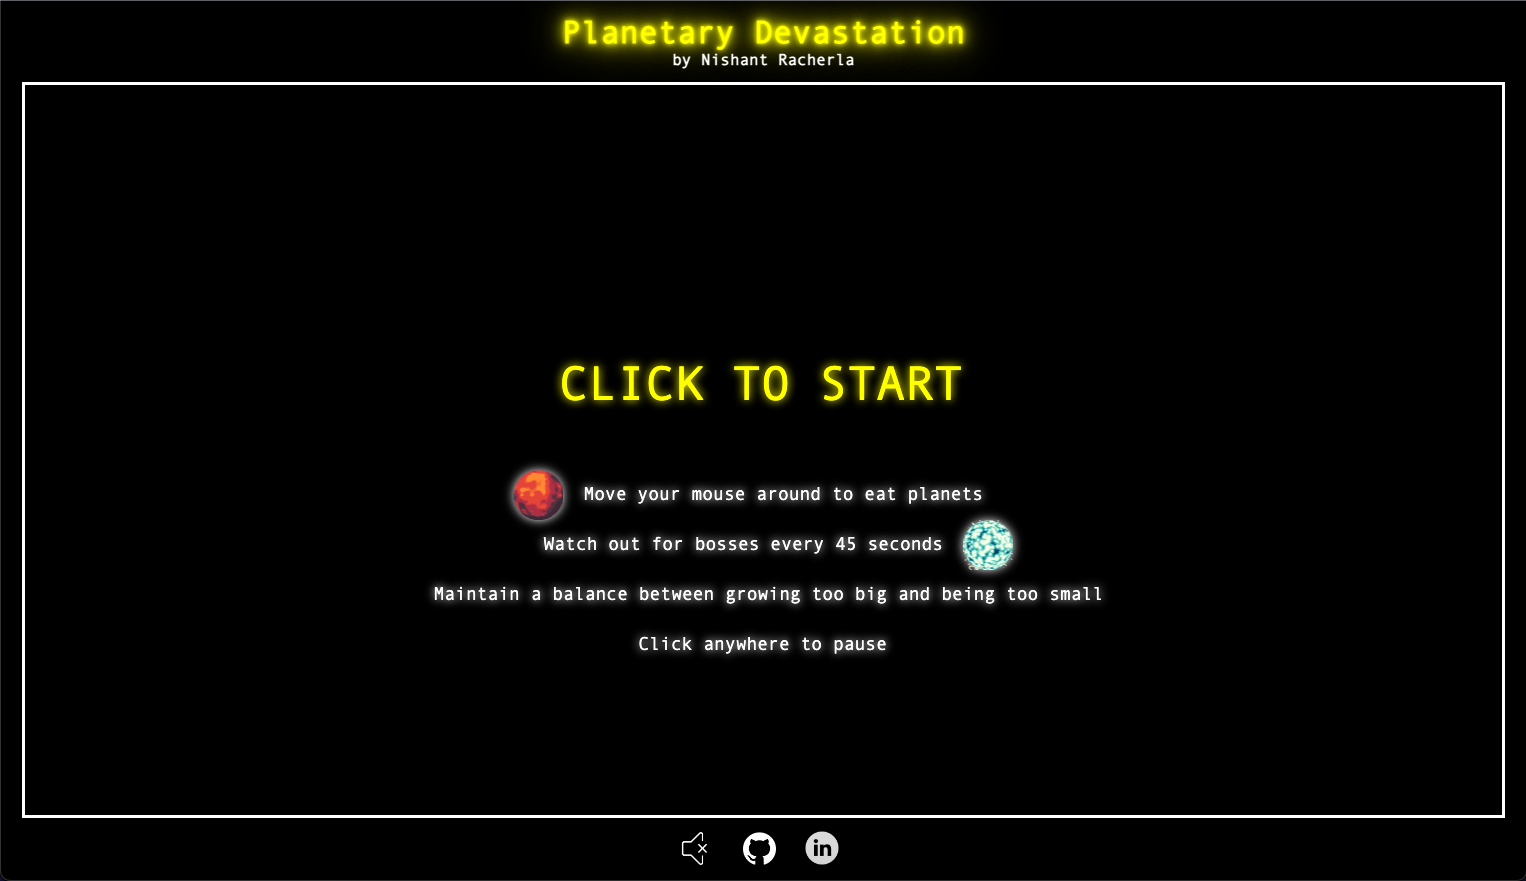 Planetary Devastation
by Nishant Racherla
CLICK TO START
Move your mouse around to eat planets
Watch out for bosses every 45 seconds
Maintain a balance between growing too big and being too small
Click anywhere to pause
in